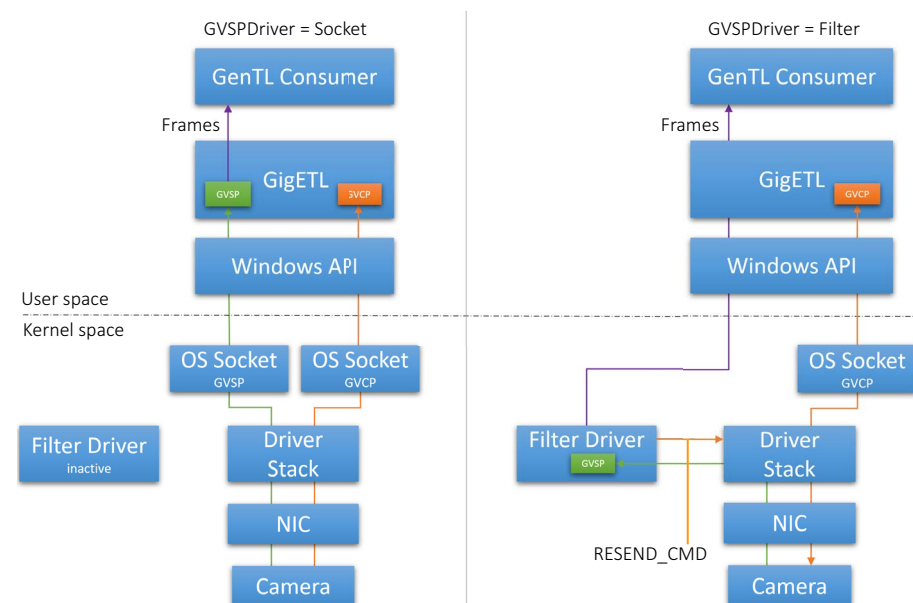 GVSPDriver = Socket
GenTL Consumer
Frames
GigETL
GVSP
GVCP
Windows API
User space
Kernel space
OS Socket
GVSP
OS Socket
GVCP
Filter Driver
inactive
Driver
Stack
NIC
Camera
GVSPDriver = Filter
GenTL Consumer
Frames
GigETL
GVCP
Windows API
OS Socket
GVCP
Filter Driver
GVSP
Driver
Stack
NIC
RESEND_CMD
Camera